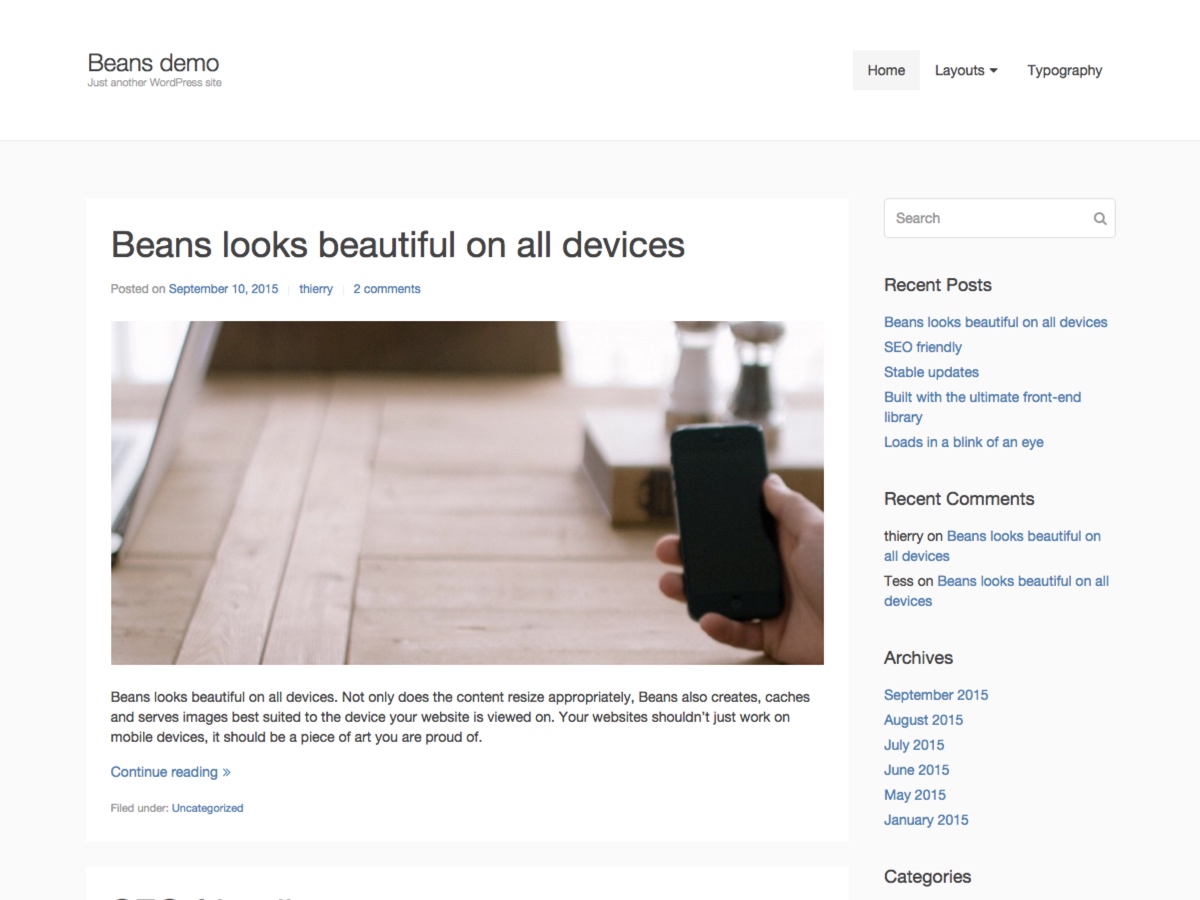 Beans demo
Just another WordPress site
Home
Layouts
Typography
Beans looks beautiful on all devices
Posted on September 10, 2015 thierry 2 comments
Beans looks beautiful on all devices. Not only does the content resize appropriately, Beans also creates, caches
and serves images best suited to the device your website is viewed on. Your websites shouldn't just work on
mobile devices, it should be a piece of art you are proud of.
Continue reading »
Filed under: Uncategorized
Search
Recent Posts
Beans looks beautiful on all devices
SEO friendly
Stable updates
Built with the ultimate front-end
library
Loads in a blink of an eye
Recent Comments
thierry on Beans looks beautiful on
all devices
Tess on Beans looks beautiful on all
devices
Archives
September 2015
August 2015
July 2015
June 2015
May 2015
January 2015
Categories